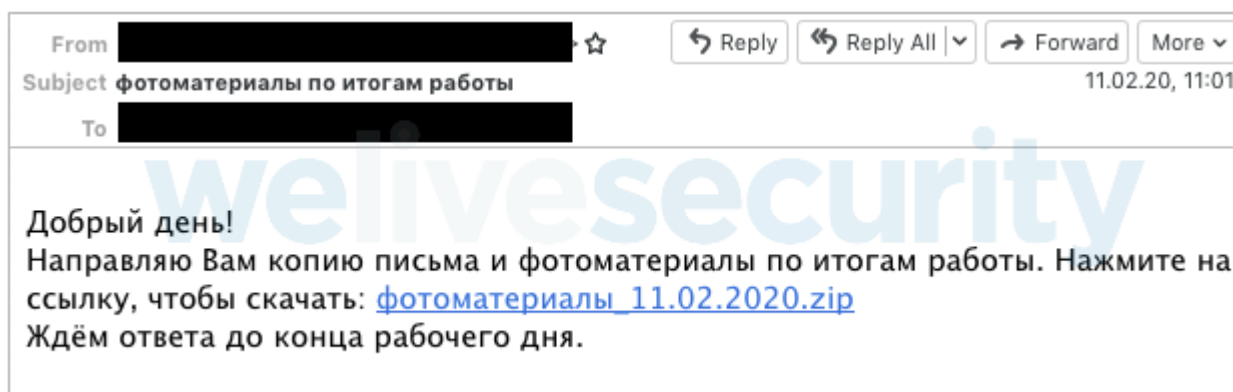 From
Reply
Reply All
Forward
More
Subject фотоматериалы по итогам работы
11.02.20, 11:01
To
welivesecurity
Добрый день!
Направляю Вам копию письма и фотоматериалы по итогам работы. Нажмите на
ссылку, чтобы скачать: фотоматериалы_11.02.2020.zip
Ждём ответа до конца рабочего дня.